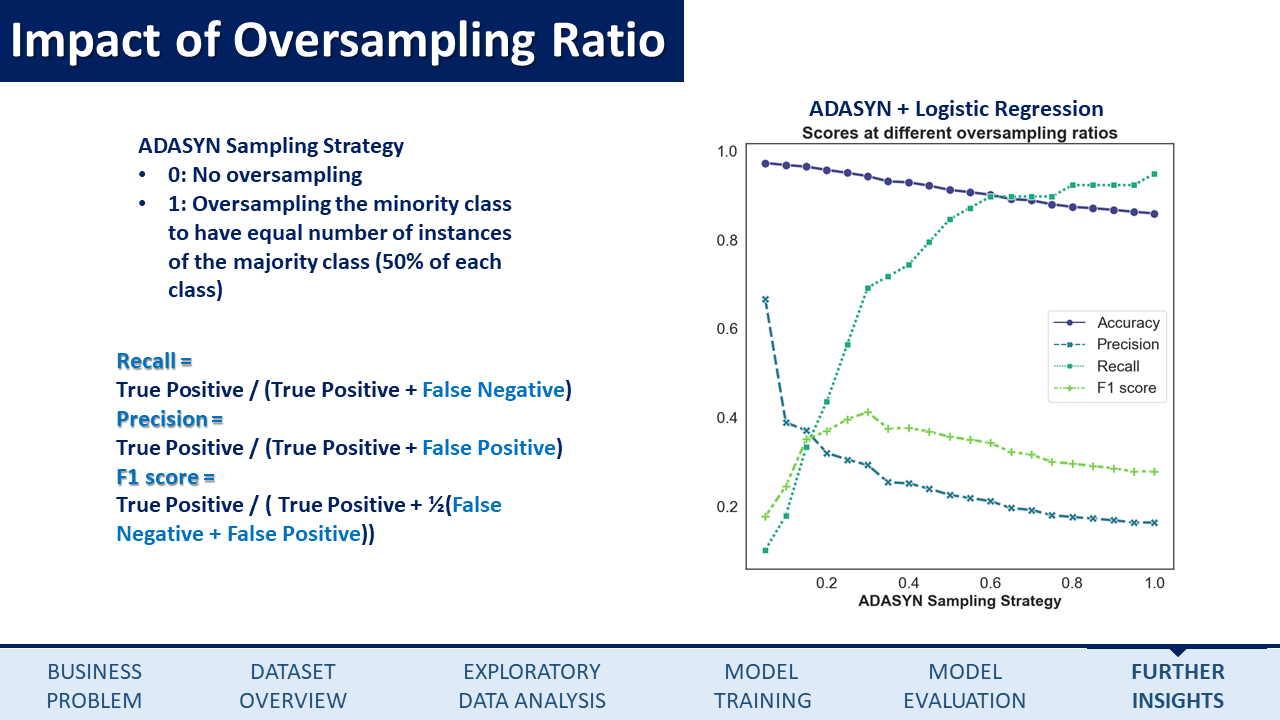 Impact of Oversampling Ratio
ADASYN Sampling Strategy
• 0: No oversampling
• 1: Oversampling the minority class
to have equal number of instances
of the majority class (50% of each
class)
Recall =
True Positive / (True Positive + False Negative)
Precision =
True Positive / (True Positive + False Positive)
F1 score =
True Positive / ( True Positive + ½(False
Negative + False Positive))
ADASYN + Logistic Regression
Scores at different oversampling ratios
1.0
0.8
0.6
0.4
0.2
Accuracy
Precision
Recall
F1 score
0.2 0.4 0.6 0.8 1.0
ADASYN Sampling Strategy
BUSINESS
PROBLEM
DATASET
OVERVIEW
EXPLORATORY
DATA ANALYSIS
MODEL
TRAINING
MODEL
EVALUATION
FURTHER
INSIGHTS